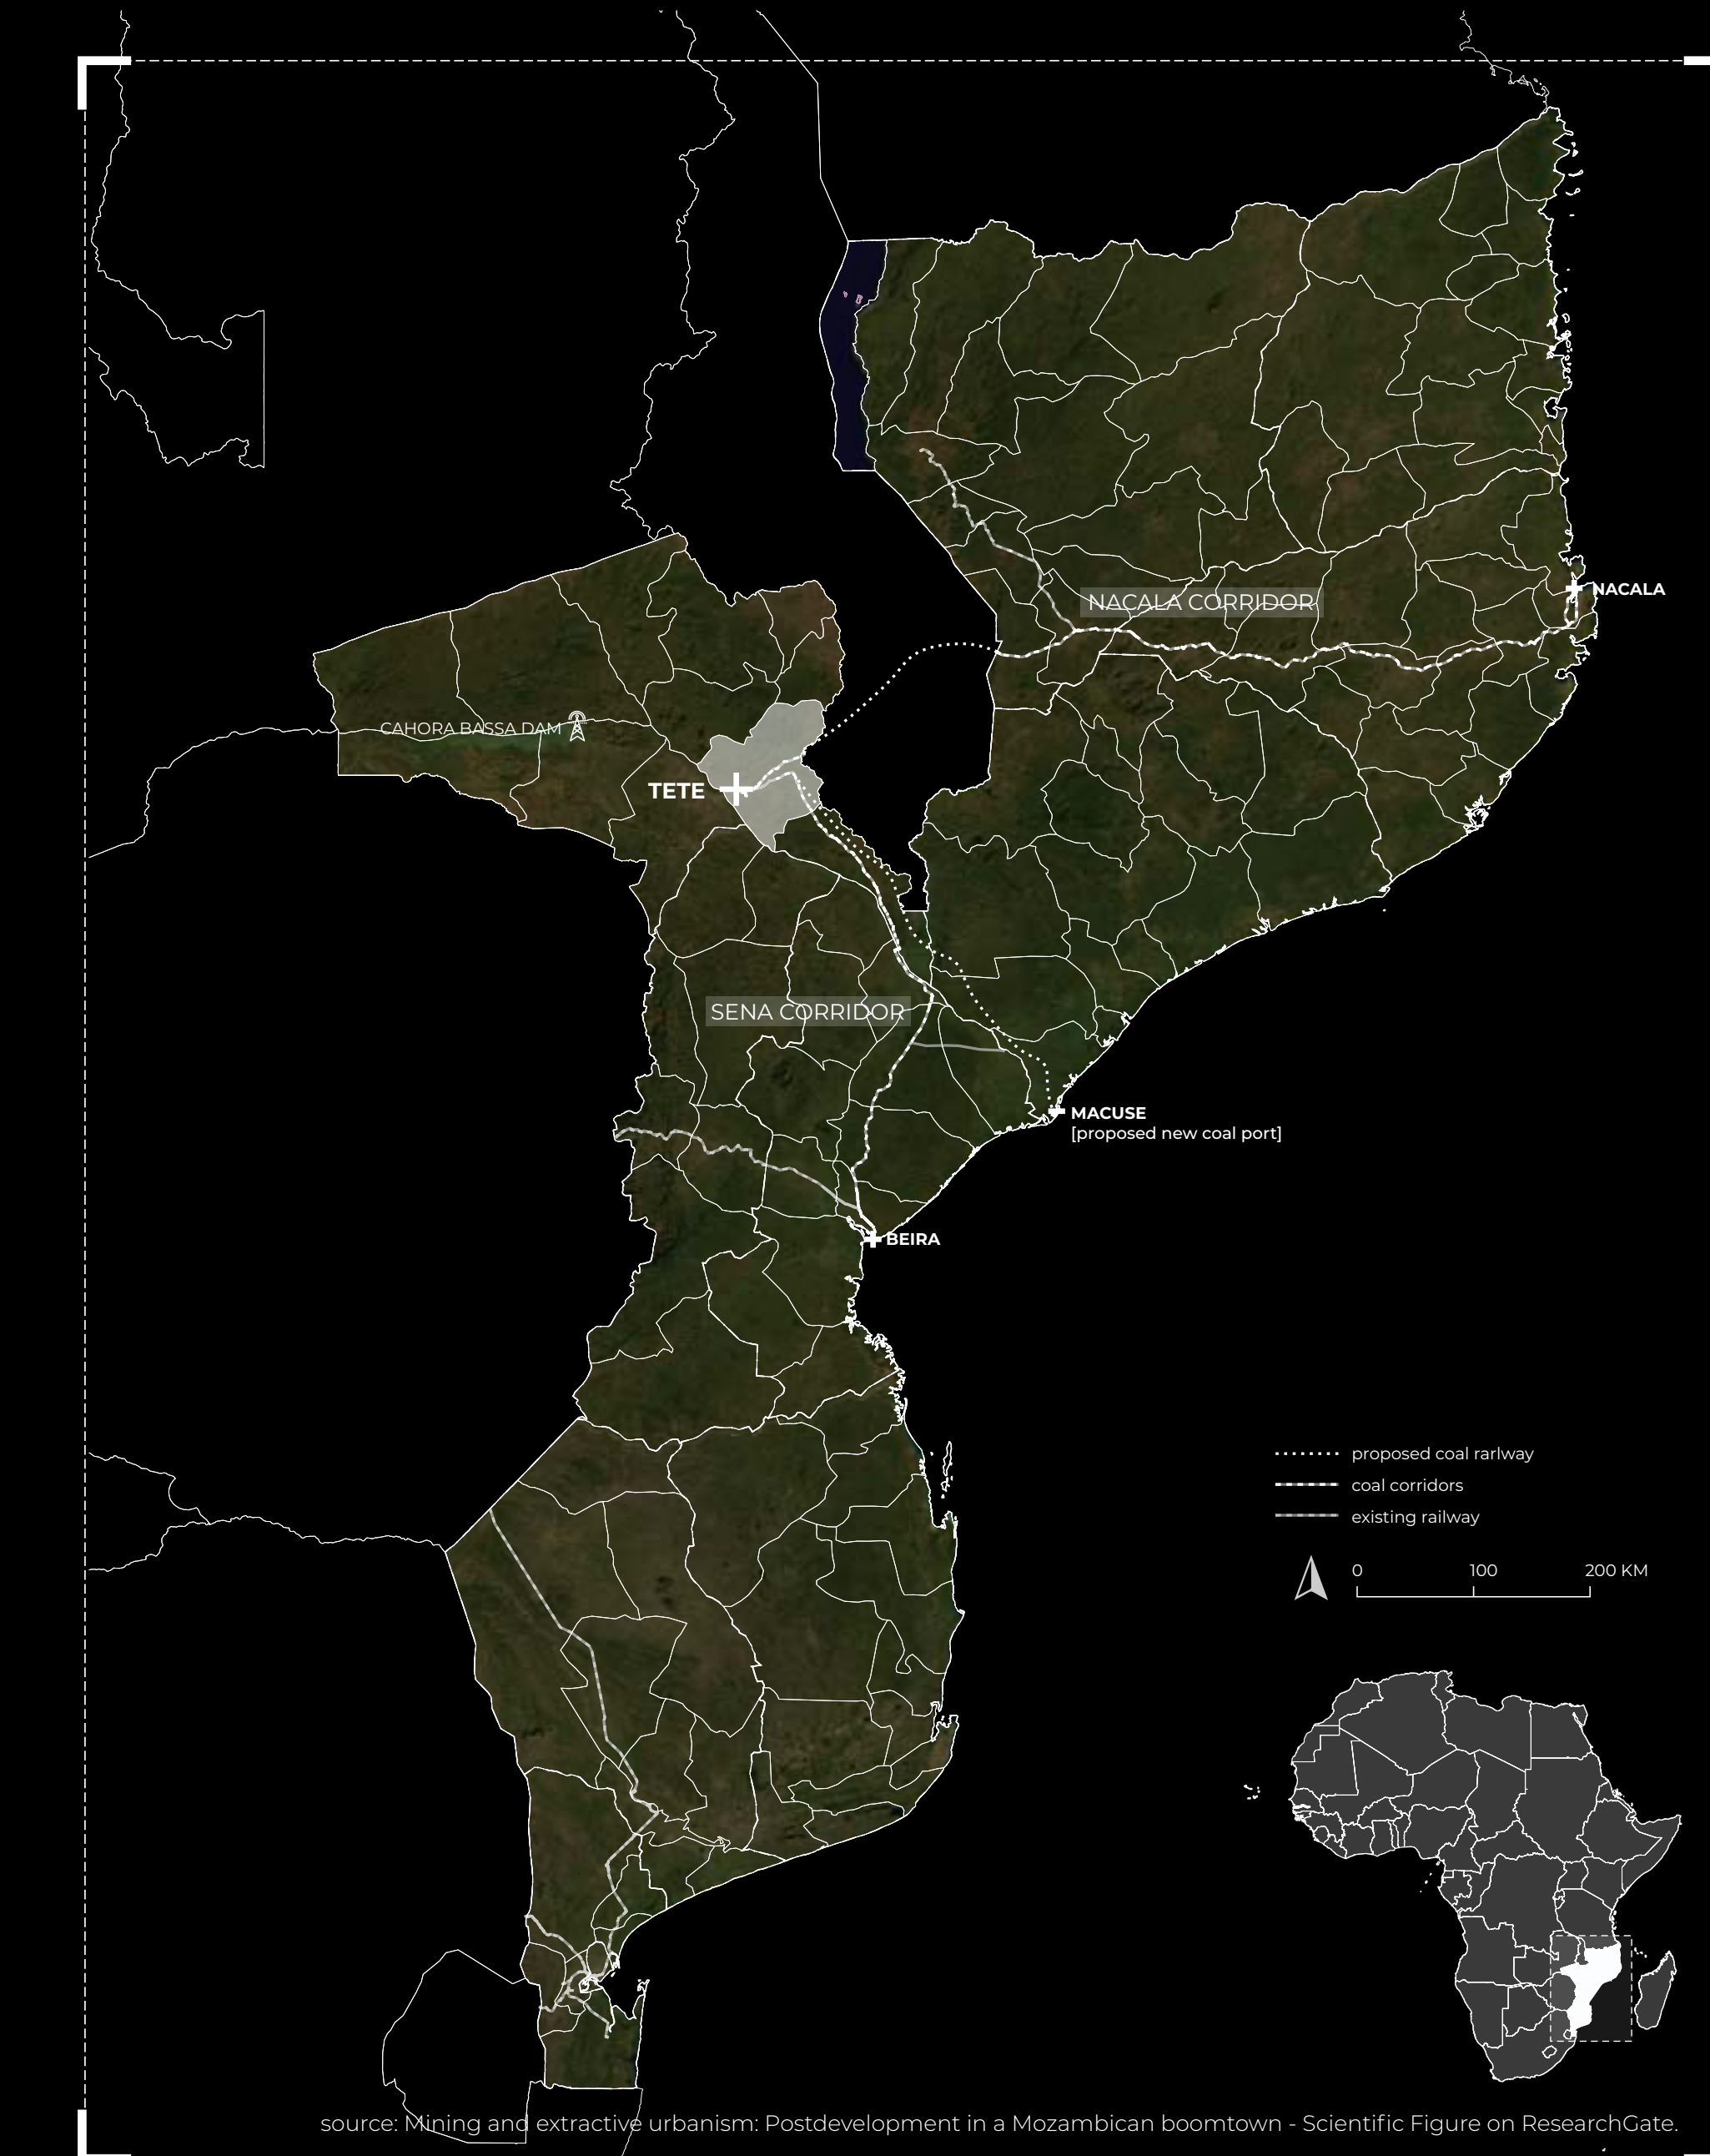 NACALA CORRIDOR
NACALA
CAHORA BASSA DAM
TETE
SENA CORRIDOR
MACUSE
[proposed new coal port]
BEIRA
proposed coal rarlway
coal corridors
existing railway
0 100 200 KM
source: Mining and extractive urbanism: Postdevelopment in a Mozambican boomtown - Scientific Figure on ResearchGate.